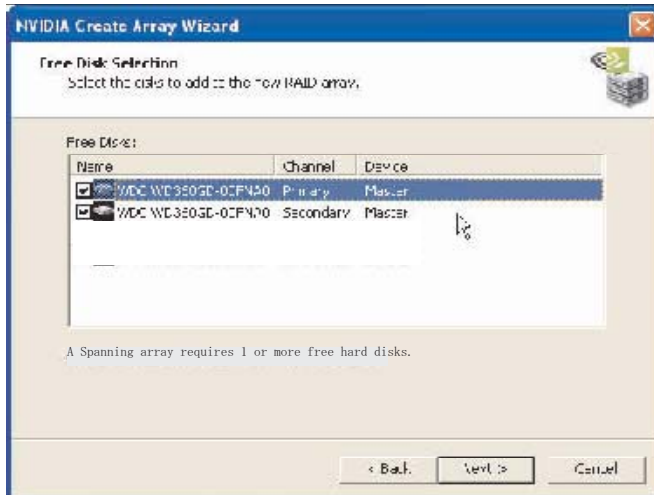 NVIDIA Create Array Wizard
Free Disk Selection
Select the disks to add to the new RAID array.
Free Disks:
Name Channel Device
WDC Primary Master
WDC Secondary Master
A Spanning array requires 1 or more free hard disks.
< Back Next > Cancel